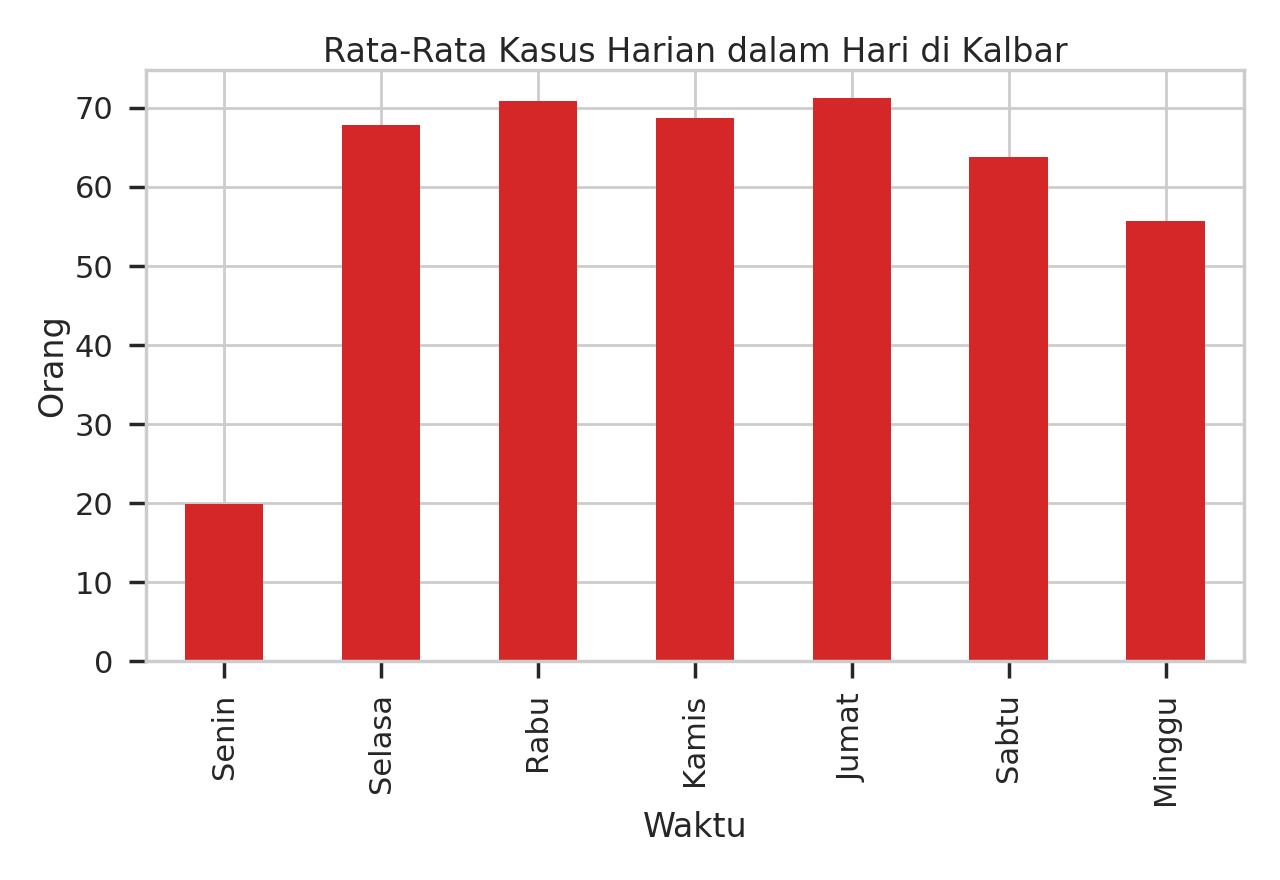 Rata-Rata Kasus Harian dalam Hari di Kalbar
70
60
50
40
30
20
10
0
Orang
Senin
Selasa
Rabu
Kamis
Jumat
Sabtu
Minggu
Waktu